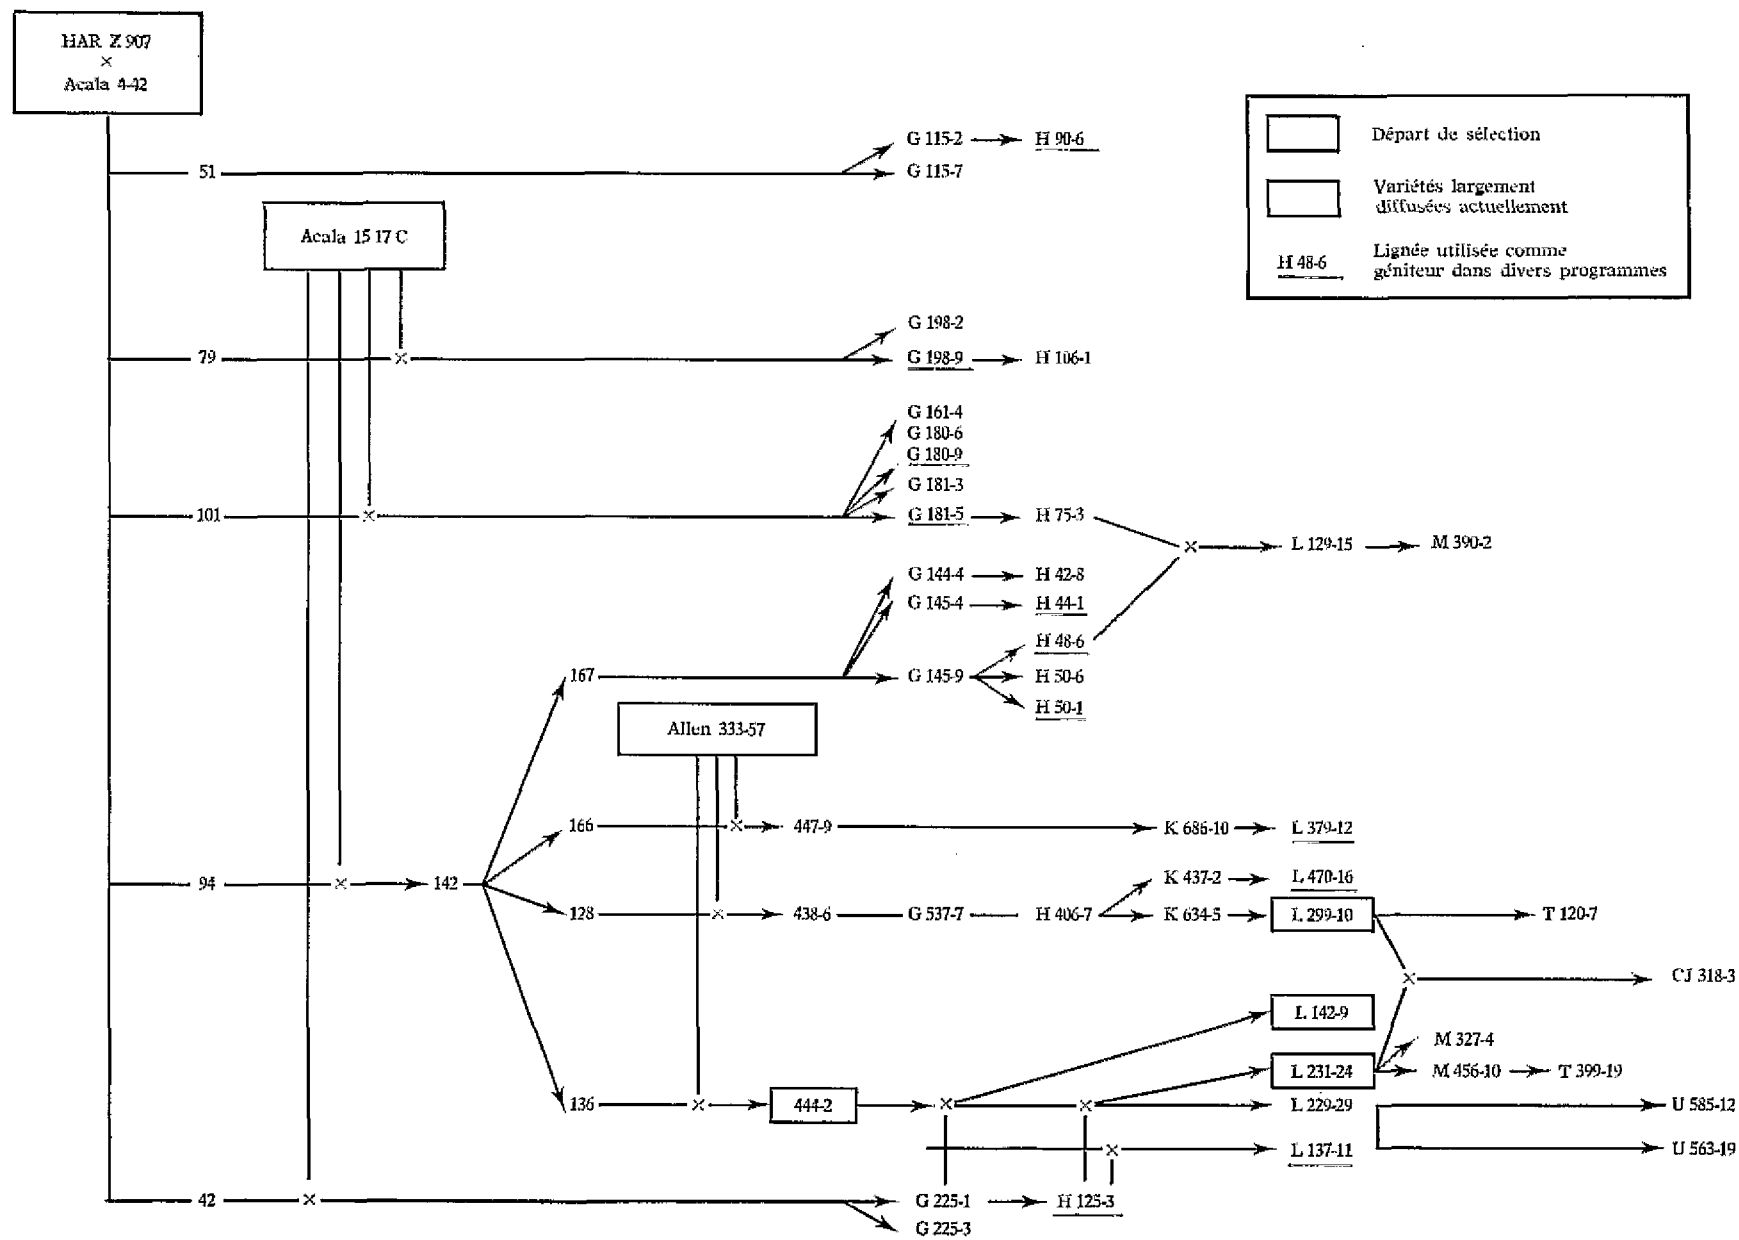 HAR Z 907
×
Acala 4-42
Départ de sélection
Variétés largement
diffusées actuellement
H 48-6
Lignée utilisée comme
géniteur dans divers programmes
51
G 115-2
H 90-6
G 115-7
Acala 15 17 C
79
×
G 198-2
G 198-9
H 106-1
101
×
G 161-4
G 180-6
G 180-9
G 181-3
G 181-5
H 75-3
×
L 129-15
M 390-2
G 144-4
H 42-8
G 145-4
H 44-1
167
G 145-9
H 48-6
H 50-6
H 50-1
Allen 333-57
166
×
447-9
K 686-10
L 379-12
94
×
142
128
×
438-6
G 537-7
H 406-7
K 437-2
L 470-16
K 634-5
L 299-10
T 120-7
×
CJ 318-3
L 142-9
M 327-4
L 231-24
M 456-10
T 399-19
136
×
444-2
×
×
L 229-29
U 585-12
×
L 137-11
U 563-19
42
×
G 225-1
H 125-3
G 225-3